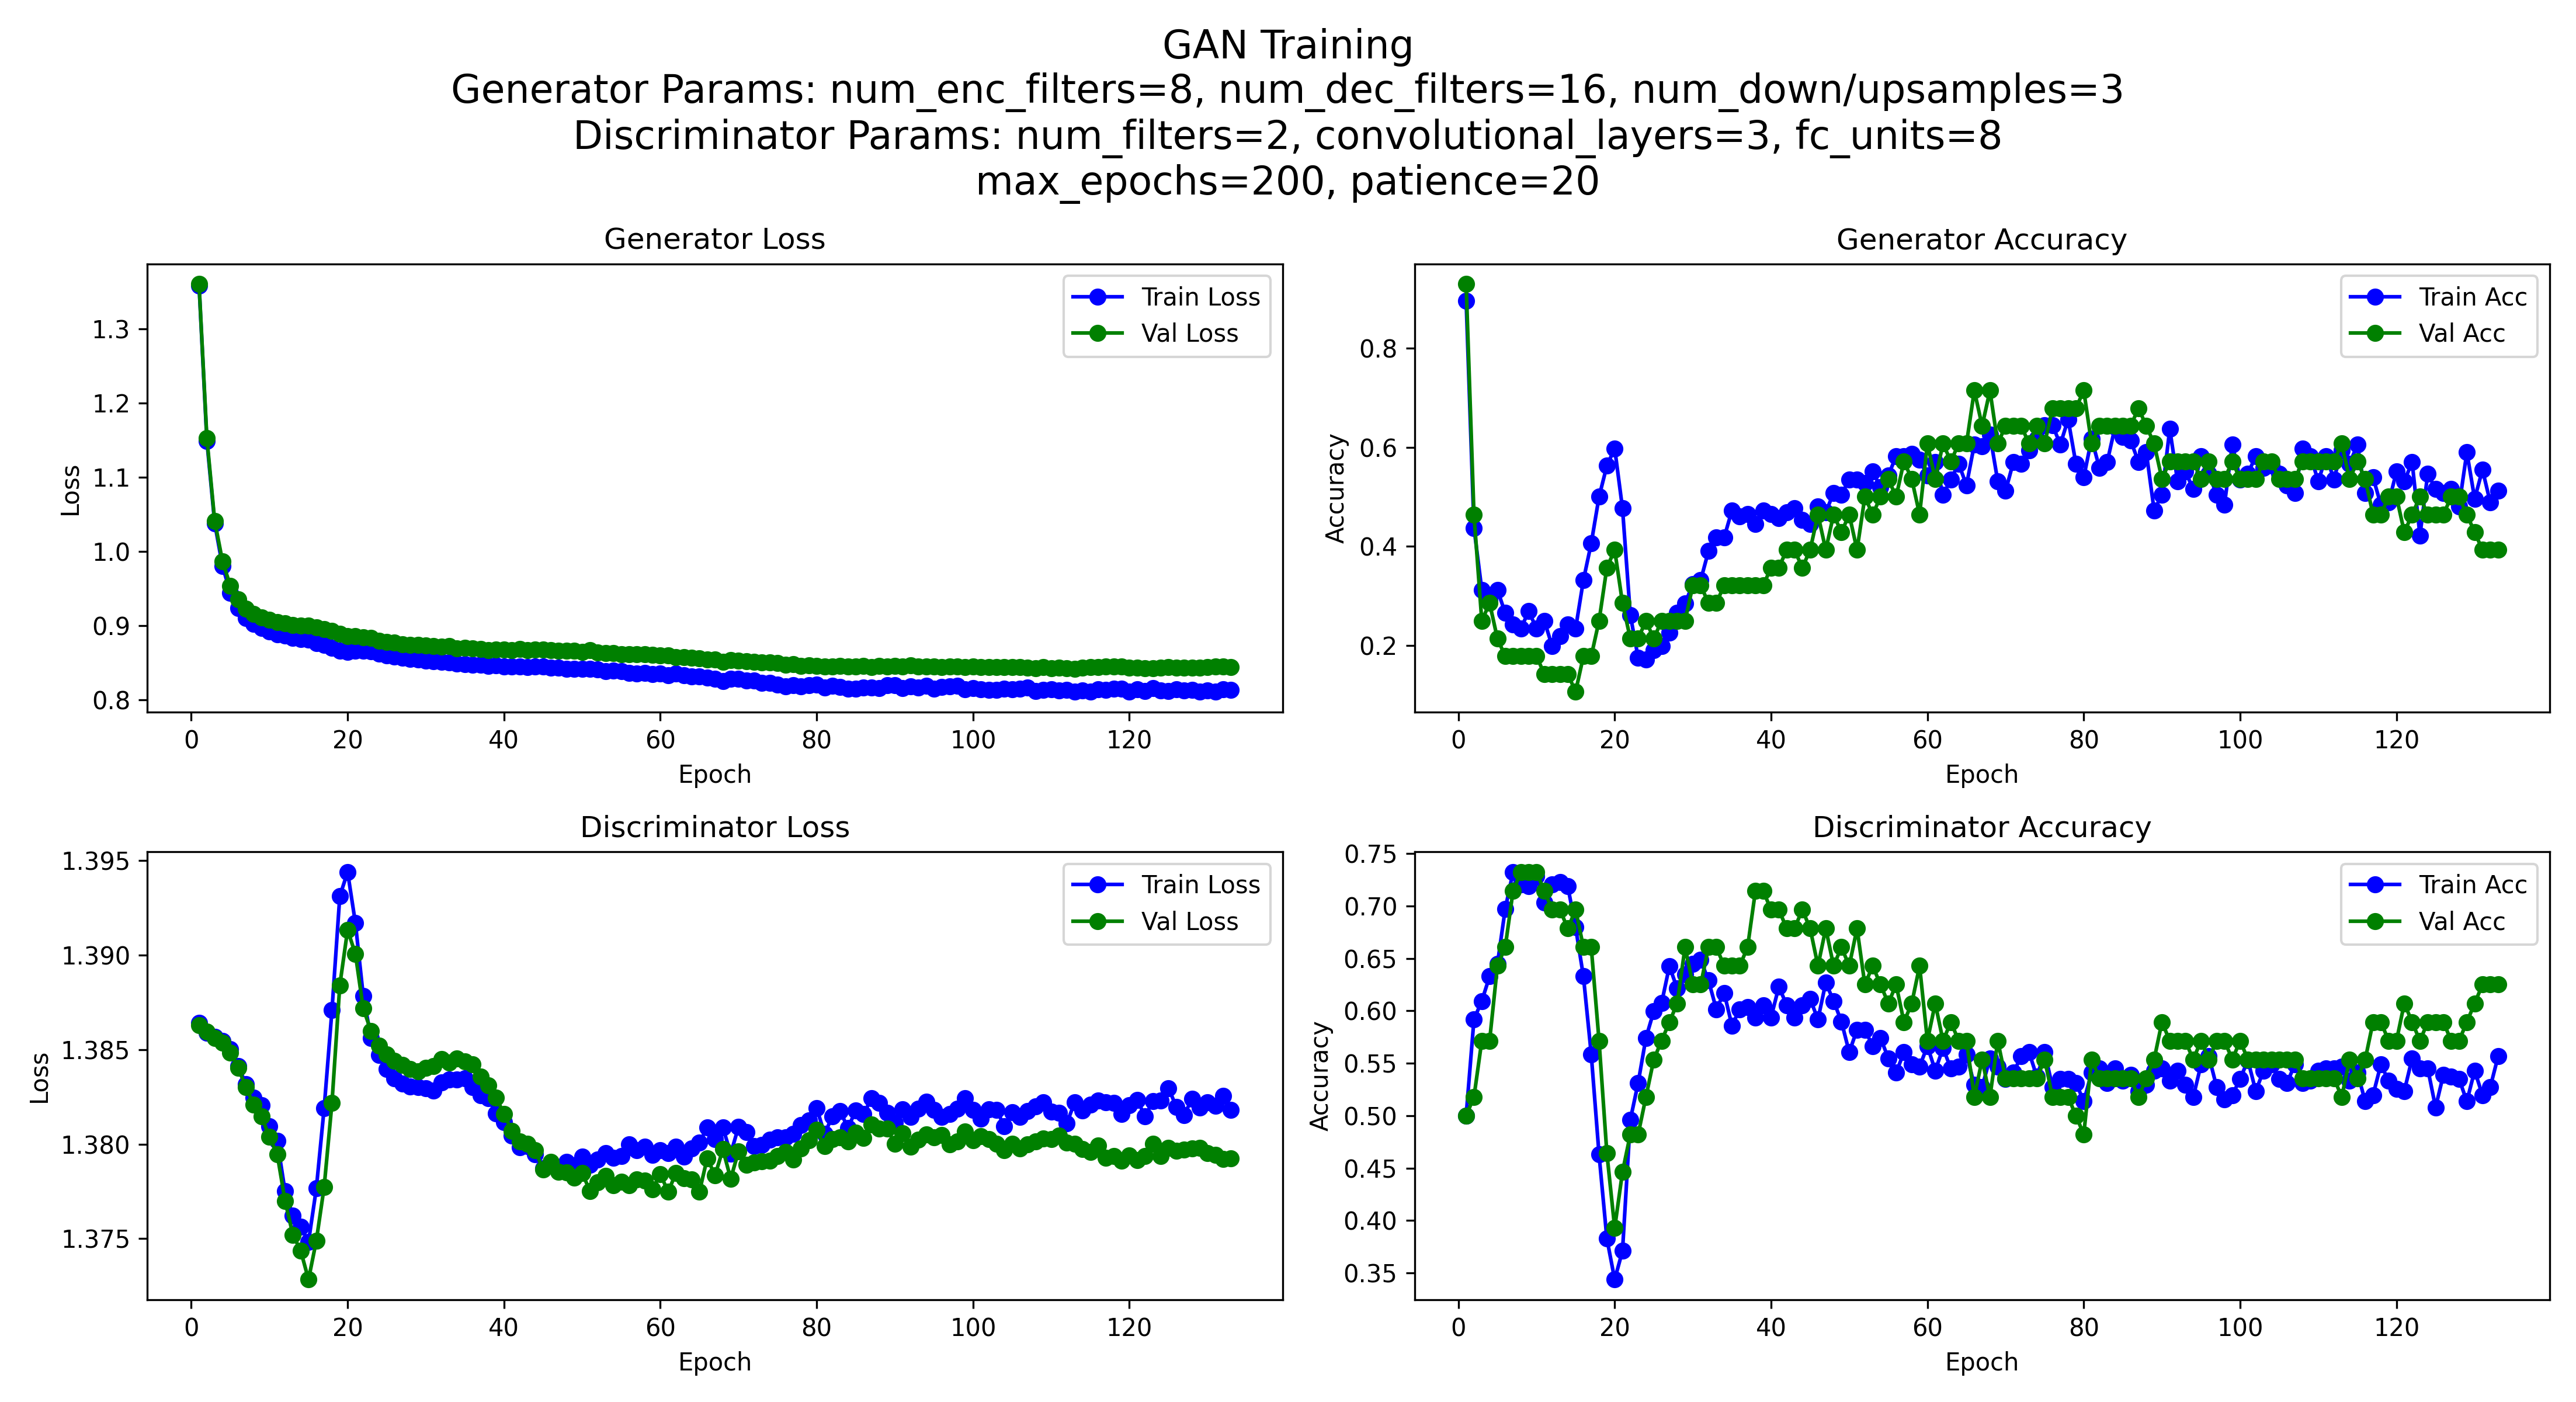 GAN Training
Generator Params: num_enc_filters=8, num_dec_filters=16, num_down/upsamples=3
Discriminator Params: num_filters=2, convolutional_layers=3, fc_units=8
max_epochs=200, patience=20
Generator Loss
Train Loss
Val Loss
1.3
1.2
1.1
1.0
0.9
0.8
Loss
0 20 40 60 80 100 120
Epoch
Generator Accuracy
Train Acc
Val Acc
0.8
0.6
0.4
0.2
Accuracy
0 20 40 60 80 100 120
Epoch
Discriminator Loss
Train Loss
Val Loss
1.395
1.390
1.385
1.380
1.375
Loss
0 20 40 60 80 100 120
Epoch
Discriminator Accuracy
Train Acc
Val Acc
0.75
0.70
0.65
0.60
0.55
0.50
0.45
0.40
0.35
Accuracy
0 20 40 60 80 100 120
Epoch